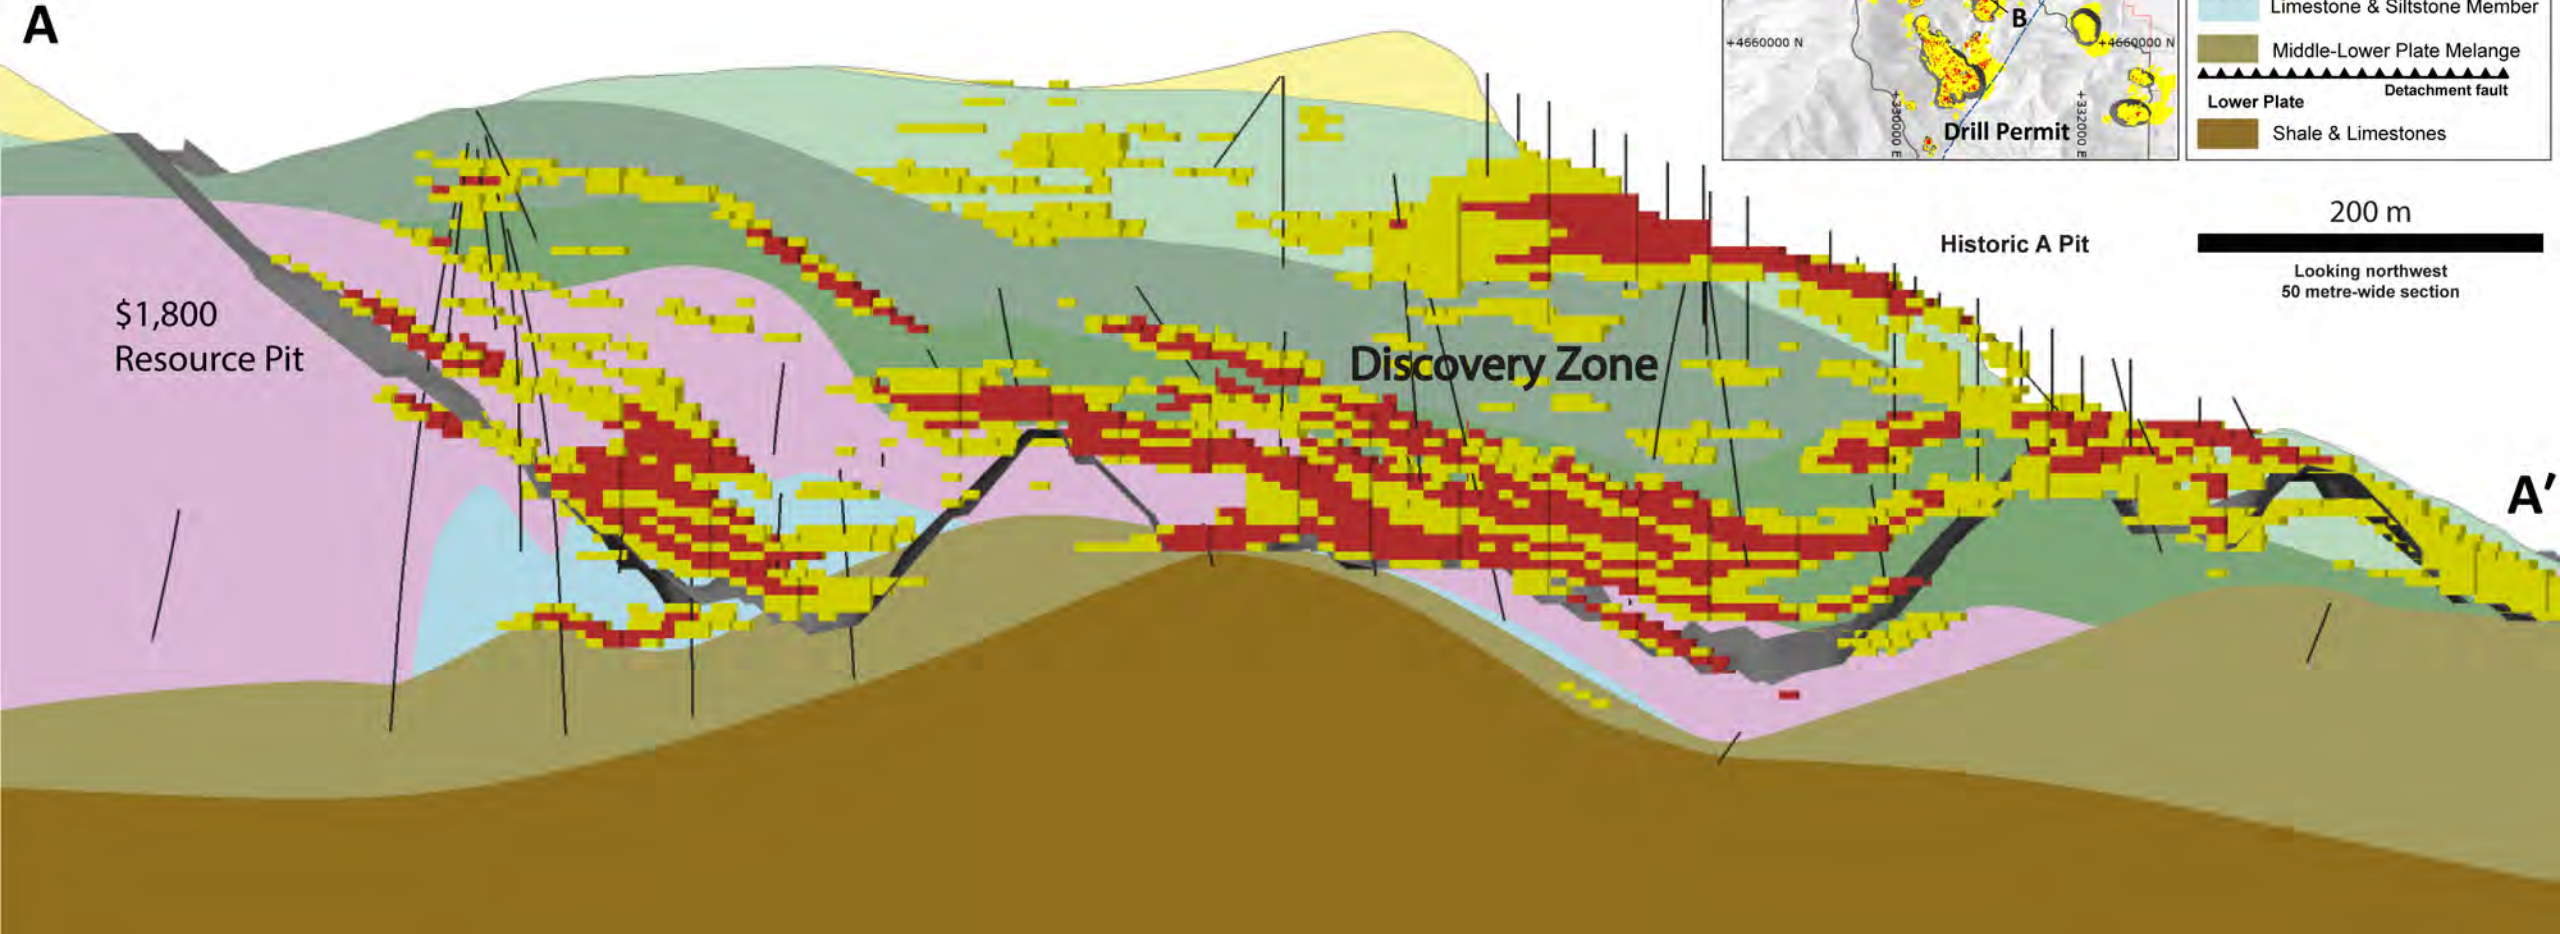 A
B
+4660000 N
+4660000 N
+330000 E
+332000 E
Drill Permit
Limestone & Siltstone Member
Middle-Lower Plate Melange
Detachment fault
Lower Plate
Shale & Limestones
200 m
Looking northwest
50 metre-wide section
Historic A Pit
$1,800
Resource Pit
Discovery Zone
A′